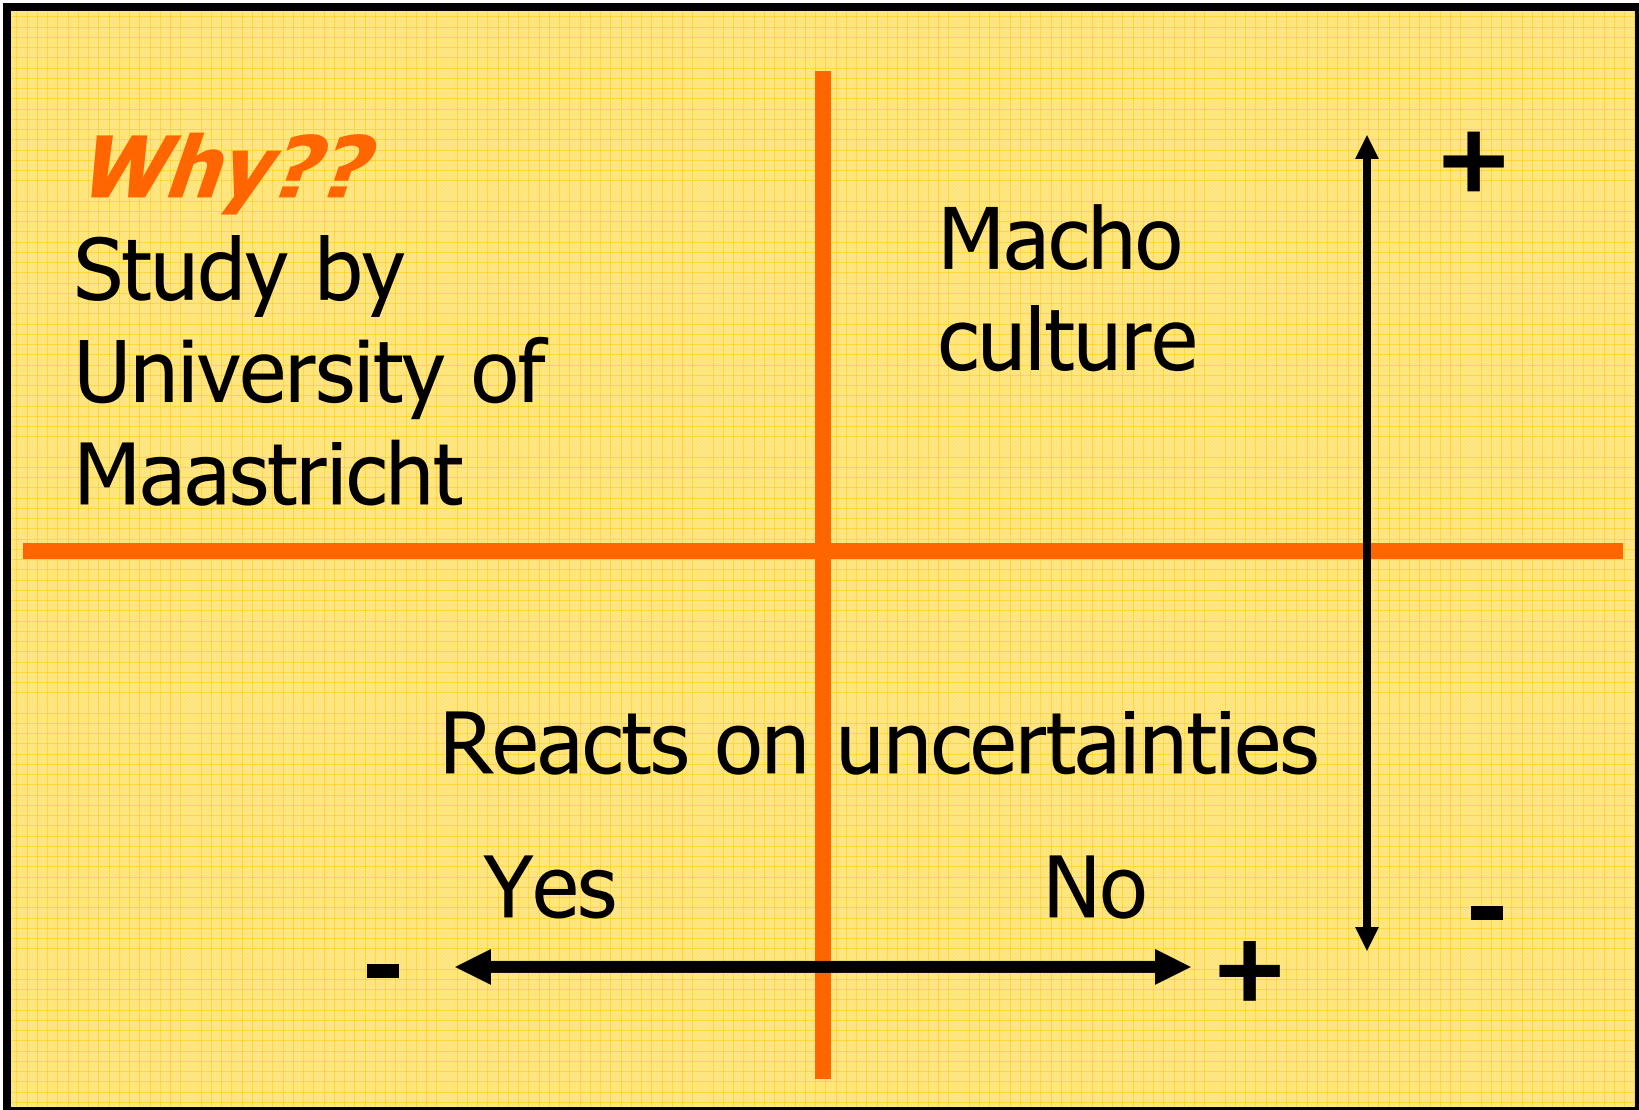 Why??
Study by
University of
Maastricht
+
Macho
culture
Reacts on uncertainties
Yes No
-
- +